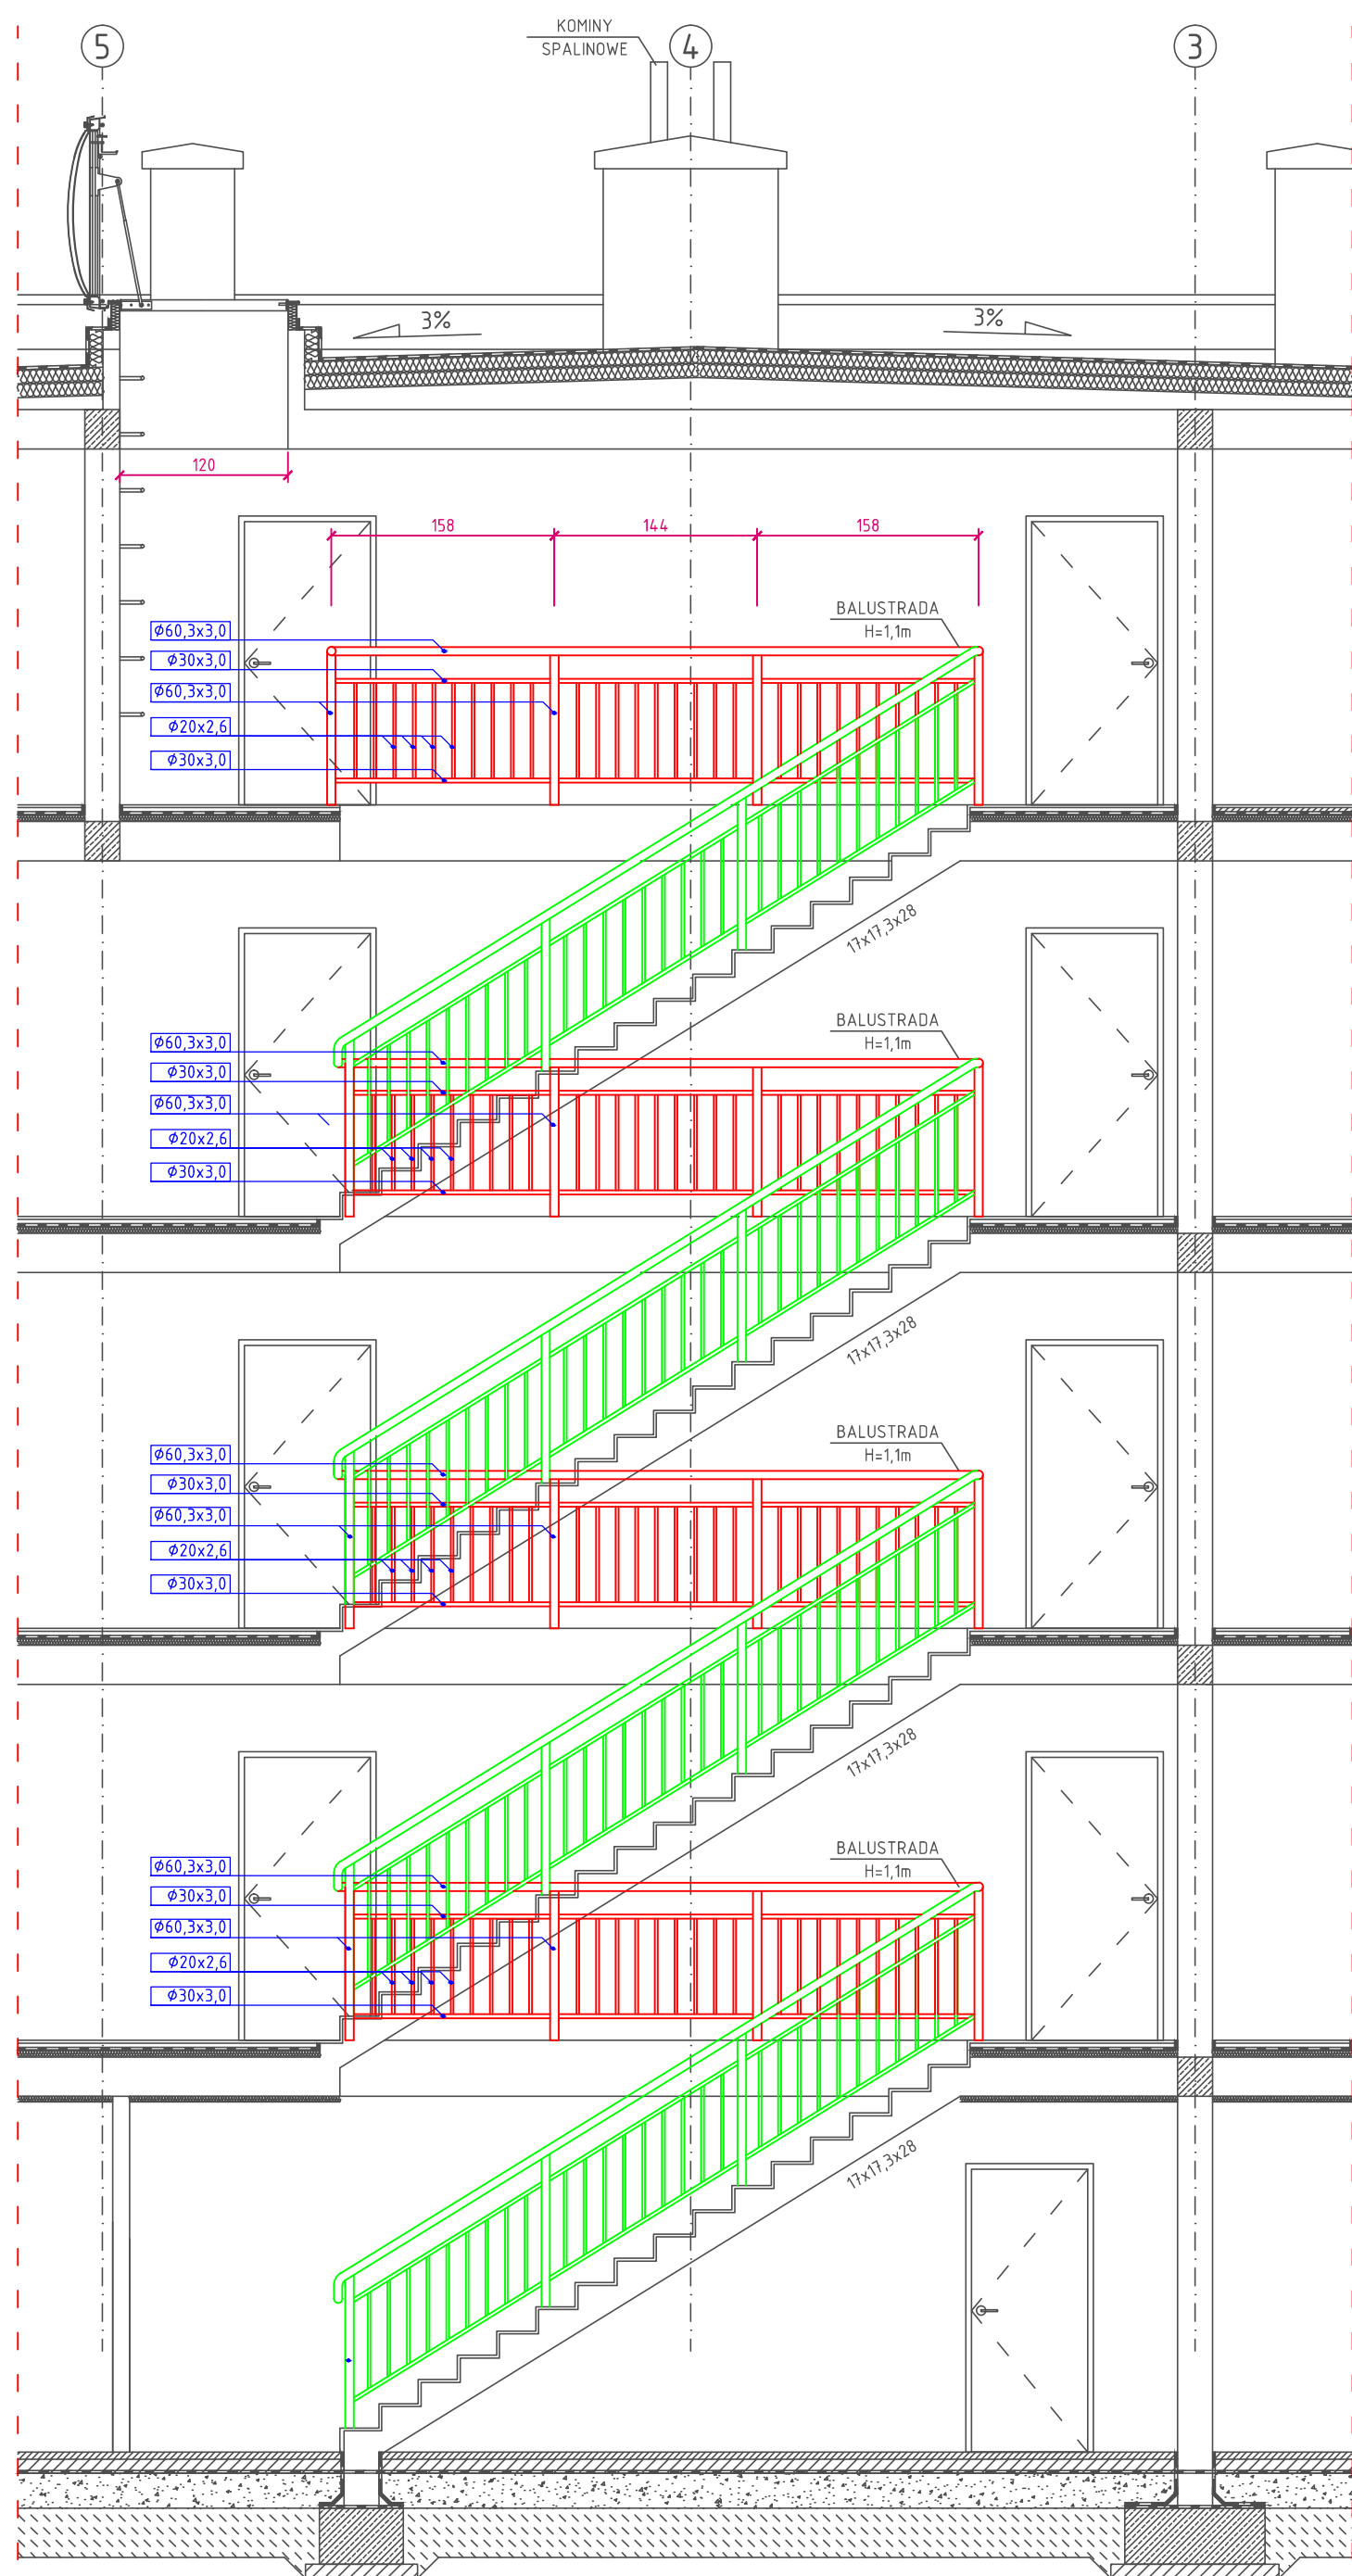 KOMINY
SPALINOWE
5
4
3
3%
3%
120
158
144
158
BALUSTRADA
H=1,1m
Φ60,3x3,0
Φ30x3,0
Φ60,3x3,0
Φ20x2,6
Φ30x3,0
17x17,3x28
BALUSTRADA
H=1,1m
Φ60,3x3,0
Φ30x3,0
Φ60,3x3,0
Φ20x2,6
Φ30x3,0
17x17,3x28
BALUSTRADA
H=1,1m
Φ60,3x3,0
Φ30x3,0
Φ60,3x3,0
Φ20x2,6
Φ30x3,0
17x17,3x28
BALUSTRADA
H=1,1m
Φ60,3x3,0
Φ30x3,0
Φ60,3x3,0
Φ20x2,6
Φ30x3,0
17x17,3x28